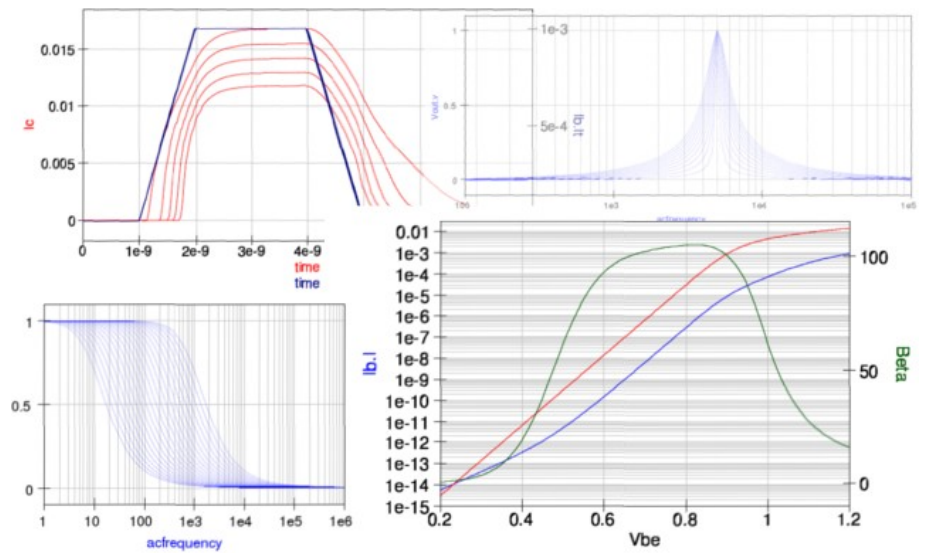 0.015
0.01
0.005
0
Ic
0
1e-9
2e-9
3e-9
4e-9
time
time
1
0.5
0
Vout.v
1e-3
5e-4
Ib.It
1e3
1e4
1e5
acfrequency
1
0.5
0
1
10
100
1e3
1e4
1e5
1e6
acfrequency
Ib.I
0.01
1e-3
1e-4
1e-5
1e-6
1e-7
1e-8
1e-9
1e-10
1e-11
1e-12
1e-13
1e-14
1e-15
0.2
0.4
0.6
0.8
1
1.2
Vbe
100
50
0
Beta